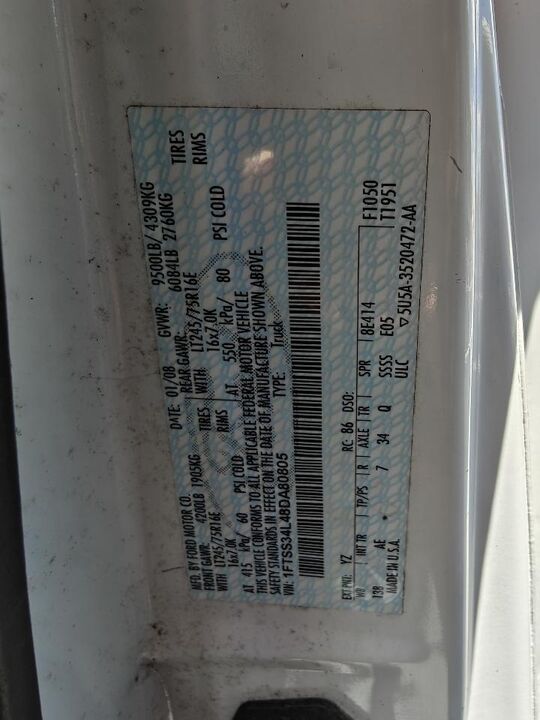 MFD. BY FORD MOTOR CO.
DATE: 01/08 GVWR: 9500LB/ 4309KG
FRONT GAWR: 4200LB 1905KG REAR GAWR: 6084LB 2760KG
WITH LT245/75R16E TIRES WITH LT245/75R16E TIRES
16x7.0K RIMS 16x7.0K RIMS
AT 415 kPa/ 60 PSI COLD AT 550 kPa/ 80 PSI COLD
THIS VEHICLE CONFORMS TO ALL APPLICABLE FEDERAL MOTOR VEHICLE
SAFETY STANDARDS IN EFFECT ON THE DATE OF MANUFACTURE SHOWN ABOVE.
VIN: 1FTSS34L48DA80805 TYPE: Truck
EXT PNT: YZ RC: 86 DSO: F1050
WB INT TR TP/PS R AXLE TR SPR T1951
138 AE * 7 34 Q SSSS 8E414 E05
MADE IN U.S.A. ULC ▽5U5A-3520472-AA